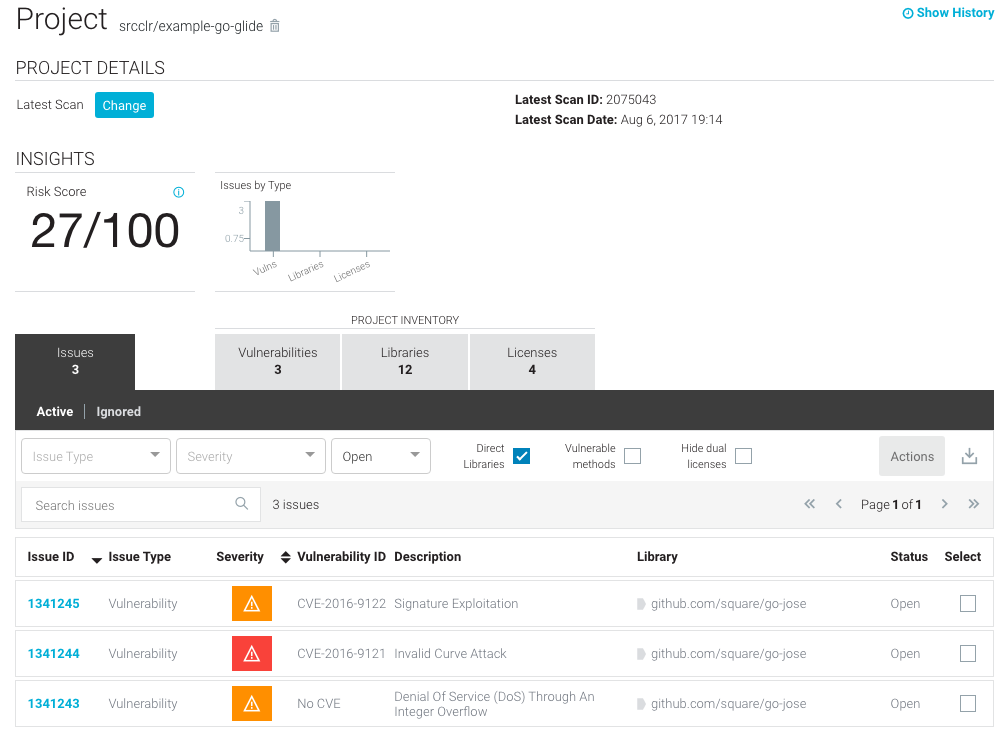 Project srcclr/example-go-glide
Show History
PROJECT DETAILS
Latest Scan Change
Latest Scan ID: 2075043
Latest Scan Date: Aug 6, 2017 19:14
INSIGHTS
Risk Score
27/100
Issues by Type
3
0.75
Vulns Libraries Licenses
PROJECT INVENTORY
Issues
3
Vulnerabilities
3
Libraries
12
Licenses
4
Active Ignored
Issue Type
Severity
Open
Direct
Libraries
Vulnerable
methods
Hide dual
licenses
Actions
Search issues
3 issues
« ‹ Page 1 of 1 › »
Issue ID Issue Type Severity Vulnerability ID Description Library Status Select
1341245 Vulnerability CVE-2016-9122 Signature Exploitation github.com/square/go-jose Open
1341244 Vulnerability CVE-2016-9121 Invalid Curve Attack github.com/square/go-jose Open
1341243 Vulnerability No CVE Denial Of Service (DoS) Through An
Integer Overflow github.com/square/go-jose Open